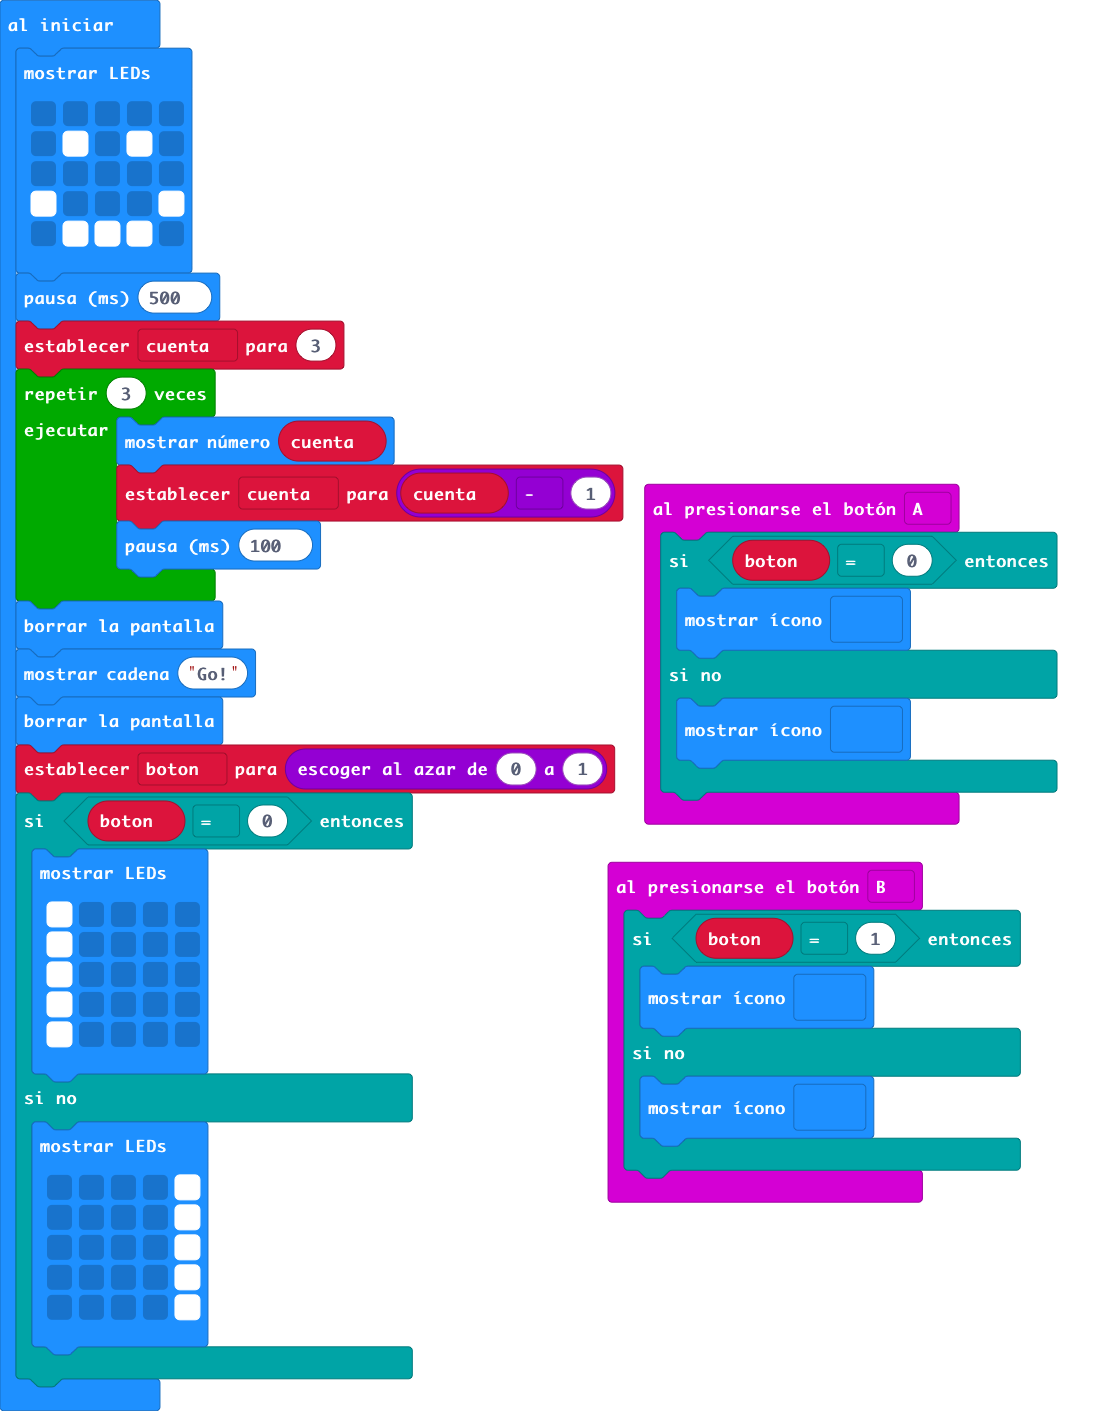 al iniciar
mostrar LEDs
pausa (ms) 500
establecer cuenta para 3
repetir 3 veces
ejecutar
mostrar número cuenta
establecer cuenta para cuenta - 1
pausa (ms) 100
borrar la pantalla
mostrar cadena "Go!"
borrar la pantalla
establecer boton para escoger al azar de 0 a 1
si boton = 0 entonces
mostrar LEDs
si no
mostrar LEDs
al presionarse el botón A
si boton = 0 entonces
mostrar ícono
si no
mostrar ícono
al presionarse el botón B
si boton = 1 entonces
mostrar ícono
si no
mostrar ícono